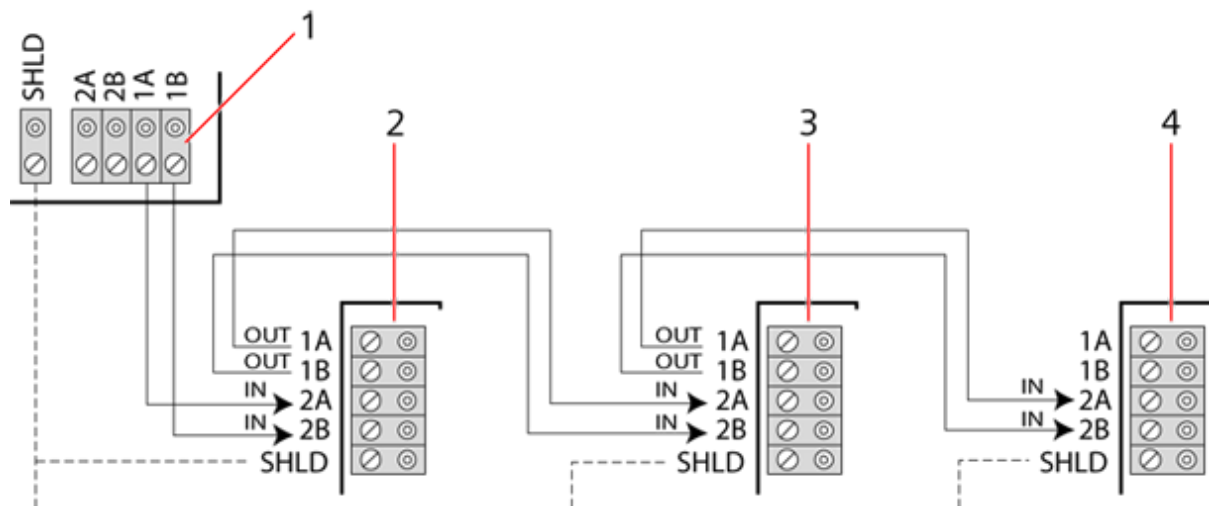 1
SHLD
2A
2B
1A
1B
2
3
4
OUT 1A
OUT 1B
IN 2A
IN 2B
SHLD
OUT 1A
OUT 1B
IN 2A
IN 2B
SHLD
1A
1B
IN 2A
IN 2B
SHLD